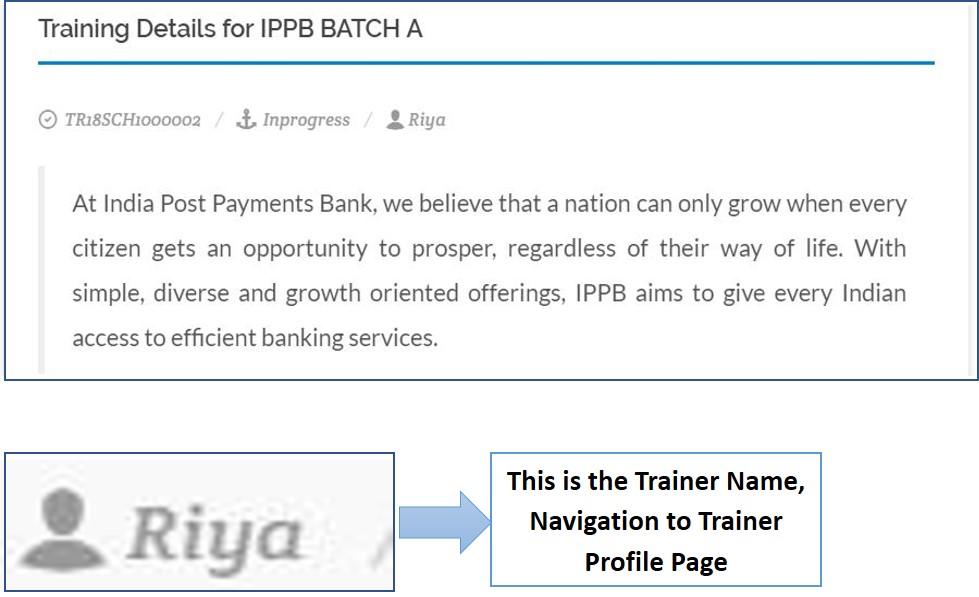 Training Details for IPPB BATCH A
TR18SCH1000002 / Inprogress / Riya
At India Post Payments Bank, we believe that a nation can only grow when every
citizen gets an opportunity to prosper, regardless of their way of life. With
simple, diverse and growth oriented offerings, IPPB aims to give every Indian
access to efficient banking services.
Riya /
This is the Trainer Name,
Navigation to Trainer
Profile Page